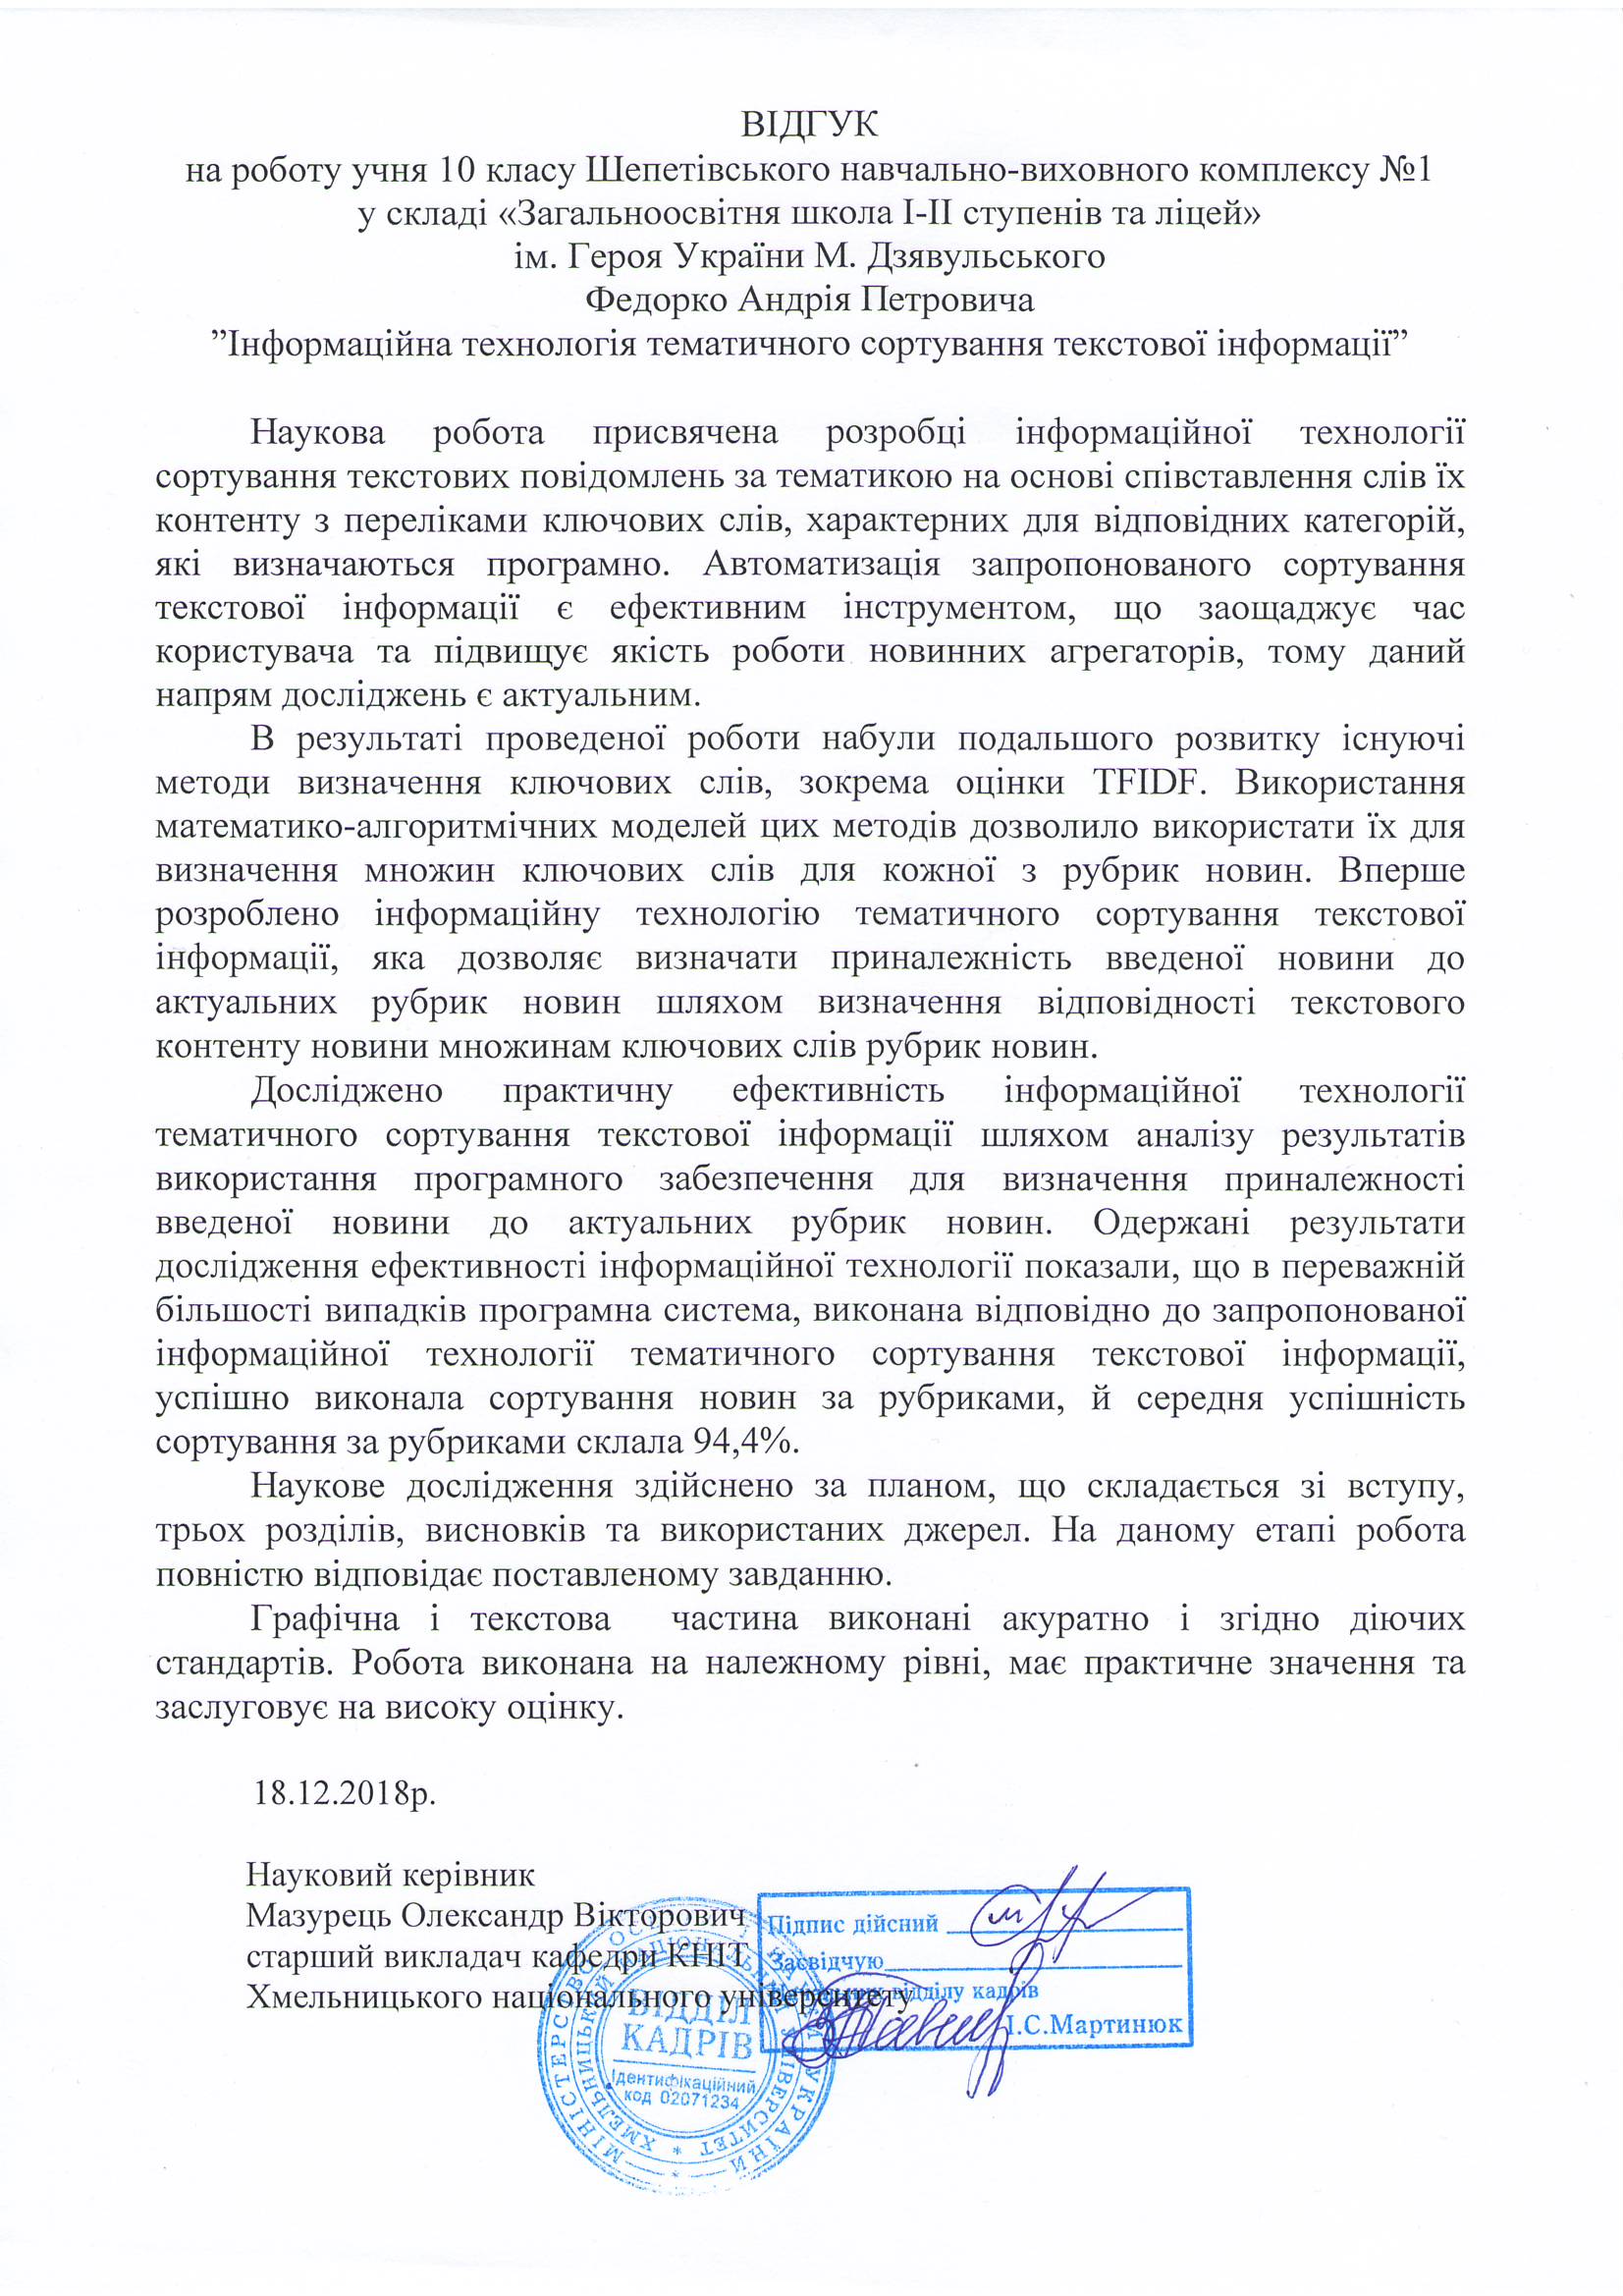 ВІДГУК
на роботу учня 10 класу Шепетівського навчально-виховного комплексу №1
у складі «Загальноосвітня школа І-ІІ ступенів та ліцей»
ім. Героя України М. Дзявульського
Федорко Андрія Петровича
”Інформаційна технологія тематичного сортування текстової інформації”
Наукова робота присвячена розробці інформаційної технології
сортування текстових повідомлень за тематикою на основі співставлення слів їх
контенту з переліками ключових слів, характерних для відповідних категорій,
які визначаються програмно. Автоматизація запропонованого сортування
текстової інформації є ефективним інструментом, що заощаджує час
користувача та підвищує якість роботи новинних агрегаторів, тому даний
напрям досліджень є актуальним.
В результаті проведеної роботи набули подальшого розвитку існуючі
методи визначення ключових слів, зокрема оцінки TFIDF. Використання
математико-алгоритмічних моделей цих методів дозволило використати їх для
визначення множин ключових слів для кожної з рубрик новин. Вперше
розроблено інформаційну технологію тематичного сортування текстової
інформації, яка дозволяє визначати приналежність введеної новини до
актуальних рубрик новин шляхом визначення відповідності текстового
контенту новини множинам ключових слів рубрик новин.
Досліджено практичну ефективність інформаційної технології
тематичного сортування текстової інформації шляхом аналізу результатів
використання програмного забезпечення для визначення приналежності
введеної новини до актуальних рубрик новин. Одержані результати
дослідження ефективності інформаційної технології показали, що в переважній
більшості випадків програмна система, виконана відповідно до запропонованої
інформаційної технології тематичного сортування текстової інформації,
успішно виконала сортування новин за рубриками, й середня успішність
сортування за рубриками склала 94,4%.
Наукове дослідження здійснено за планом, що складається зі вступу,
трьох розділів, висновків та використаних джерел. На даному етапі робота
повністю відповідає поставленому завданню.
Графічна і текстова частина виконані акуратно і згідно діючих
стандартів. Робота виконана на належному рівні, має практичне значення та
заслуговує на високу оцінку.
18.12.2018р.
Науковий керівник
Мазурець Олександр Вікторович
старший викладач кафедри КНІТ
Хмельницького національного університету
Підпис дійсний
Засвідчую
Начальник відділу кадрів
І.С.Мартинюк
МІНІСТЕРСТВО ОСВІТИ І НАУКИ УКРАЇНИ
ХМЕЛЬНИЦЬКИЙ НАЦІОНАЛЬНИЙ УНІВЕРСИТЕТ
ВІДДІЛ
КАДРІВ
Ідентифікаційний
код 02071234